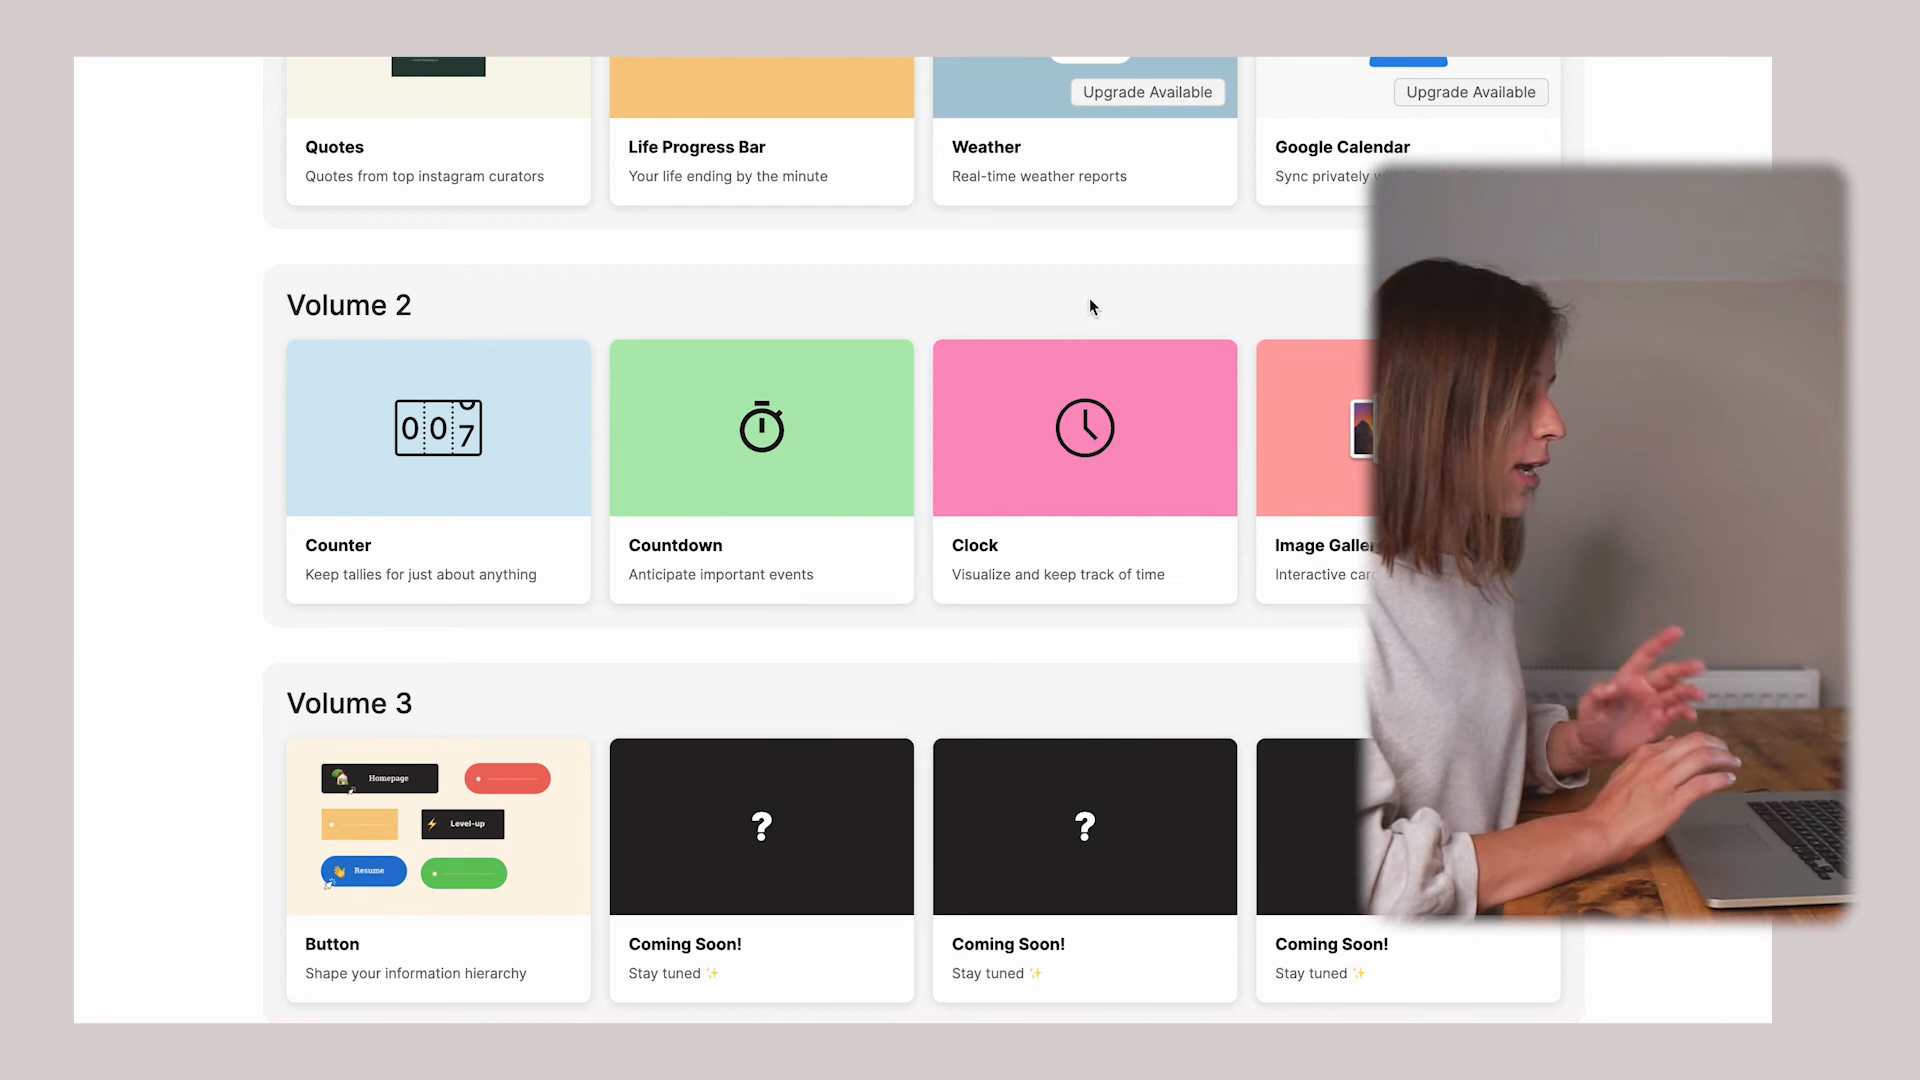 Upgrade Available
Upgrade Available
Quotes
Quotes from top instagram curators
Life Progress Bar
Your life ending by the minute
Weather
Real-time weather reports
Google Calendar
Sync privately
Volume 2
007
Counter
Keep tallies for just about anything
Countdown
Anticipate important events
Clock
Visualize and keep track of time
Image Galler
Interactive
Volume 3
Homepage
Level-up
Resume
?
?
Button
Shape your information hierarchy
Coming Soon!
Stay tuned ✨
Coming Soon!
Stay tuned ✨
Coming Soon!
Stay tuned ✨